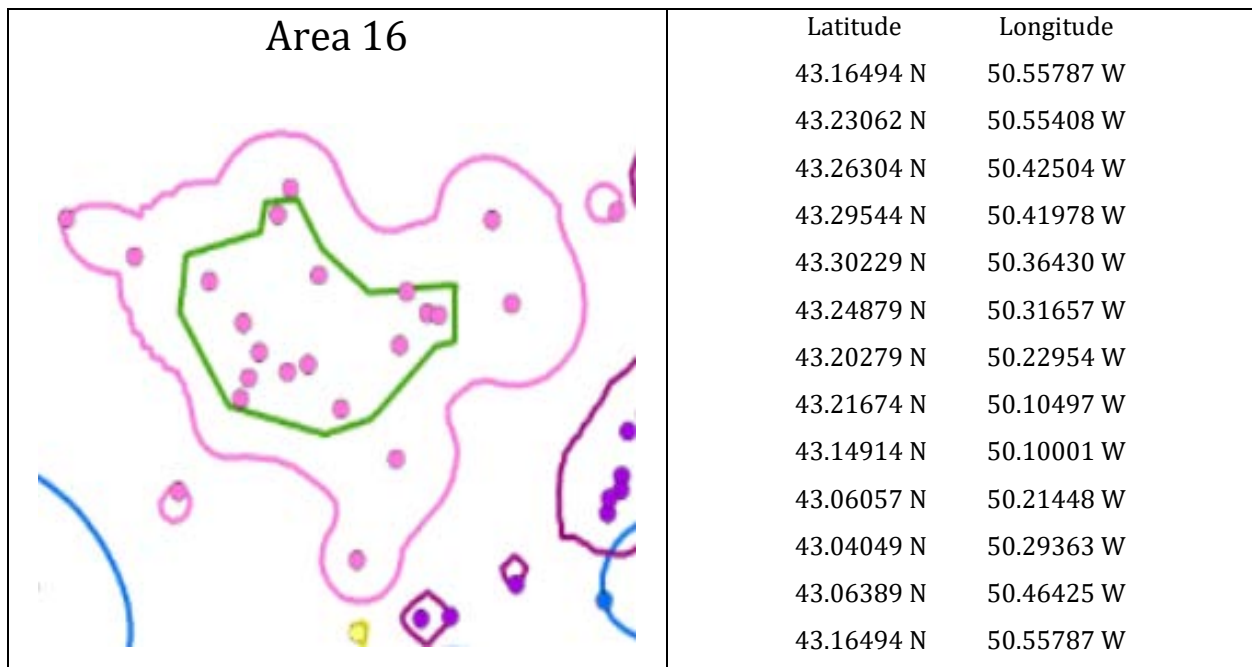 Area 16
Latitude Longitude
43.16494 N 50.55787 W
43.23062 N 50.55408 W
43.26304 N 50.42504 W
43.29544 N 50.41978 W
43.30229 N 50.36430 W
43.24879 N 50.31657 W
43.20279 N 50.22954 W
43.21674 N 50.10497 W
43.14914 N 50.10001 W
43.06057 N 50.21448 W
43.04049 N 50.29363 W
43.06389 N 50.46425 W
43.16494 N 50.55787 W